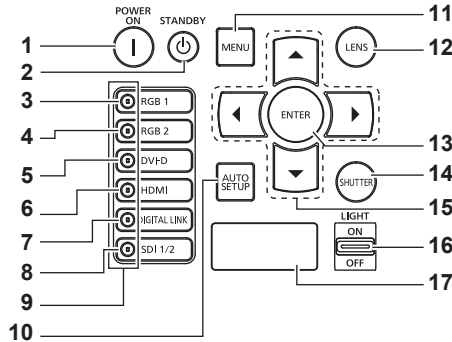 POWER
ON
STANDBY
MENU
LENS
11
12
1
2
3
RGB 1
4
RGB 2
ENTER
5
DVI-D
13
6
HDMI
AUTO
SETUP
SHUTTER
14
7
DIGITAL LINK
15
LIGHT
8
SDI 1/2
ON
16
OFF
9
17
10